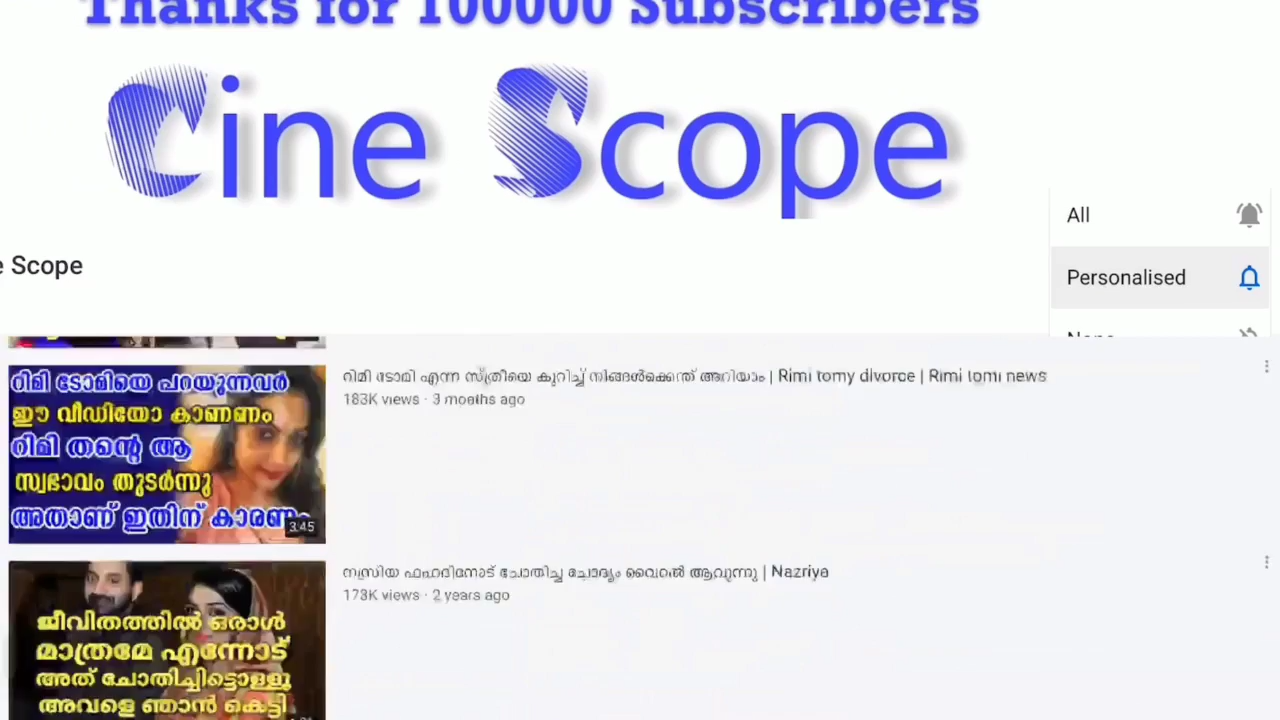 Thanks for 100000 Subscribers
Cine Scope
e Scope
All
Personalised
None
റിമി ടോമിയെ പറയുന്നവർ
ഈ വീഡിയോ കാണണം
റിമി തന്റെ ആ
സ്വഭാവം തുടർന്നു
അതാണ് ഇതിന് കാരണം
3:45
റിമി ടോമി എന്ന സ്ത്രീയെ കുറിച്ച് നിങ്ങൾക്കെന്ത് അറിയാം | Rimi tomy divorce | Rimi tomi news
183K views · 3 months ago
ജീവിതത്തിൽ ഒരാൾ
മാത്രമേ എന്നോട്
അത് ചോതിച്ചിട്ടൊള്ളൂ
അവളെ ഞാൻ കെട്ടി
നസ്രിയ ഫഹദിനോട് ചോതിച്ച ചോദ്യം വൈറൽ ആവുന്നു | Nazriya
173K views · 2 years ago